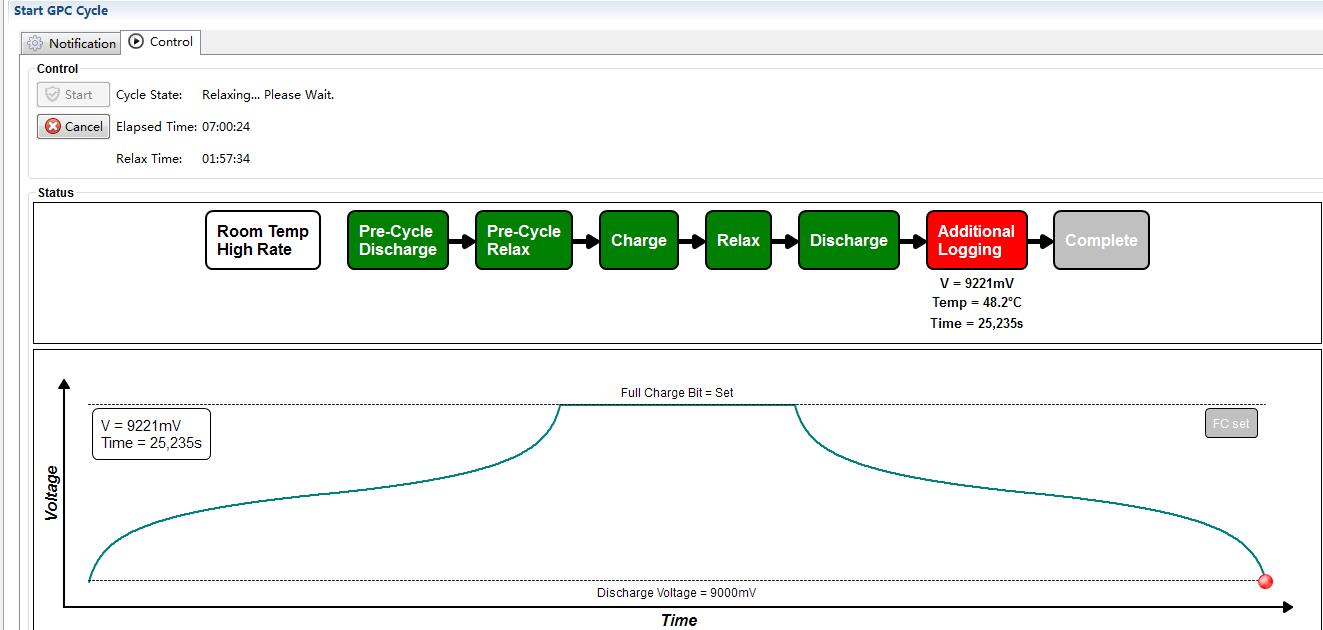 Start GPC Cycle
Notification
Control
Control
Start
Cycle State:
Relaxing... Please Wait.
Cancel
Elapsed Time:
07:00:24
Relax Time:
01:57:34
Status
Room Temp
High Rate
Pre-Cycle
Discharge
Pre-Cycle
Relax
Charge
Relax
Discharge
Additional
Logging
Complete
V = 9221mV
Temp = 48.2°C
Time = 25,235s
Full Charge Bit = Set
V = 9221mV
Time = 25,235s
FC set
Voltage
Discharge Voltage = 9000mV
Time